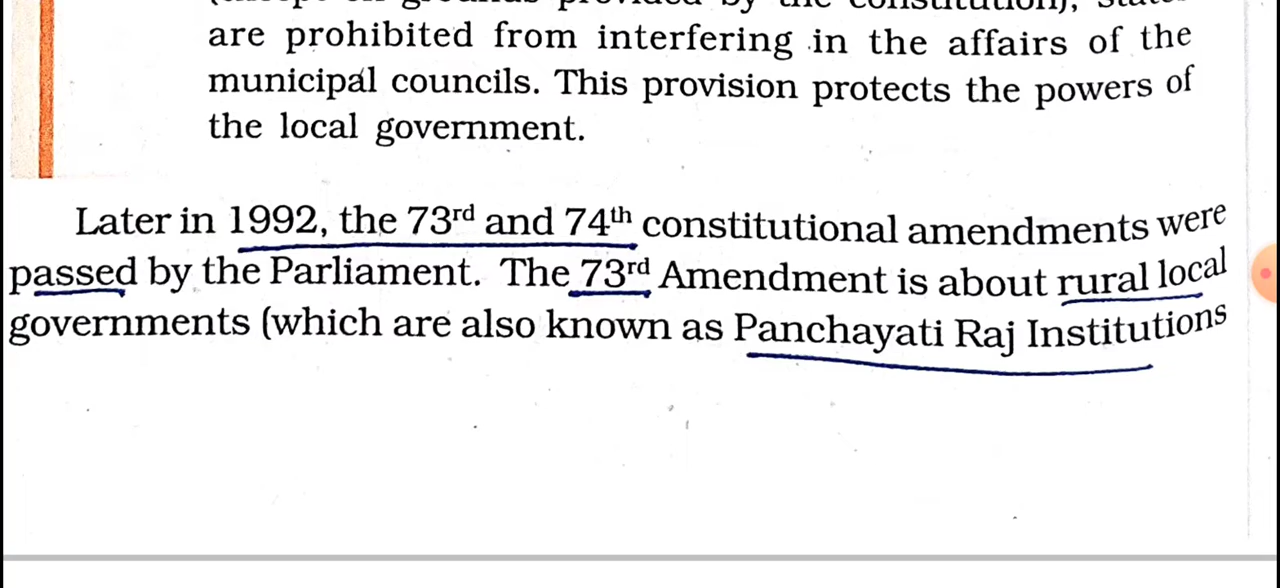 are prohibited from interfering in the affairs of the
municipal councils. This provision protects the powers of
the local government.
Later in 1992, the 73rd and 74th constitutional amendments were
passed by the Parliament. The 73rd Amendment is about rural local
governments (which are also known as Panchayati Raj Institutions